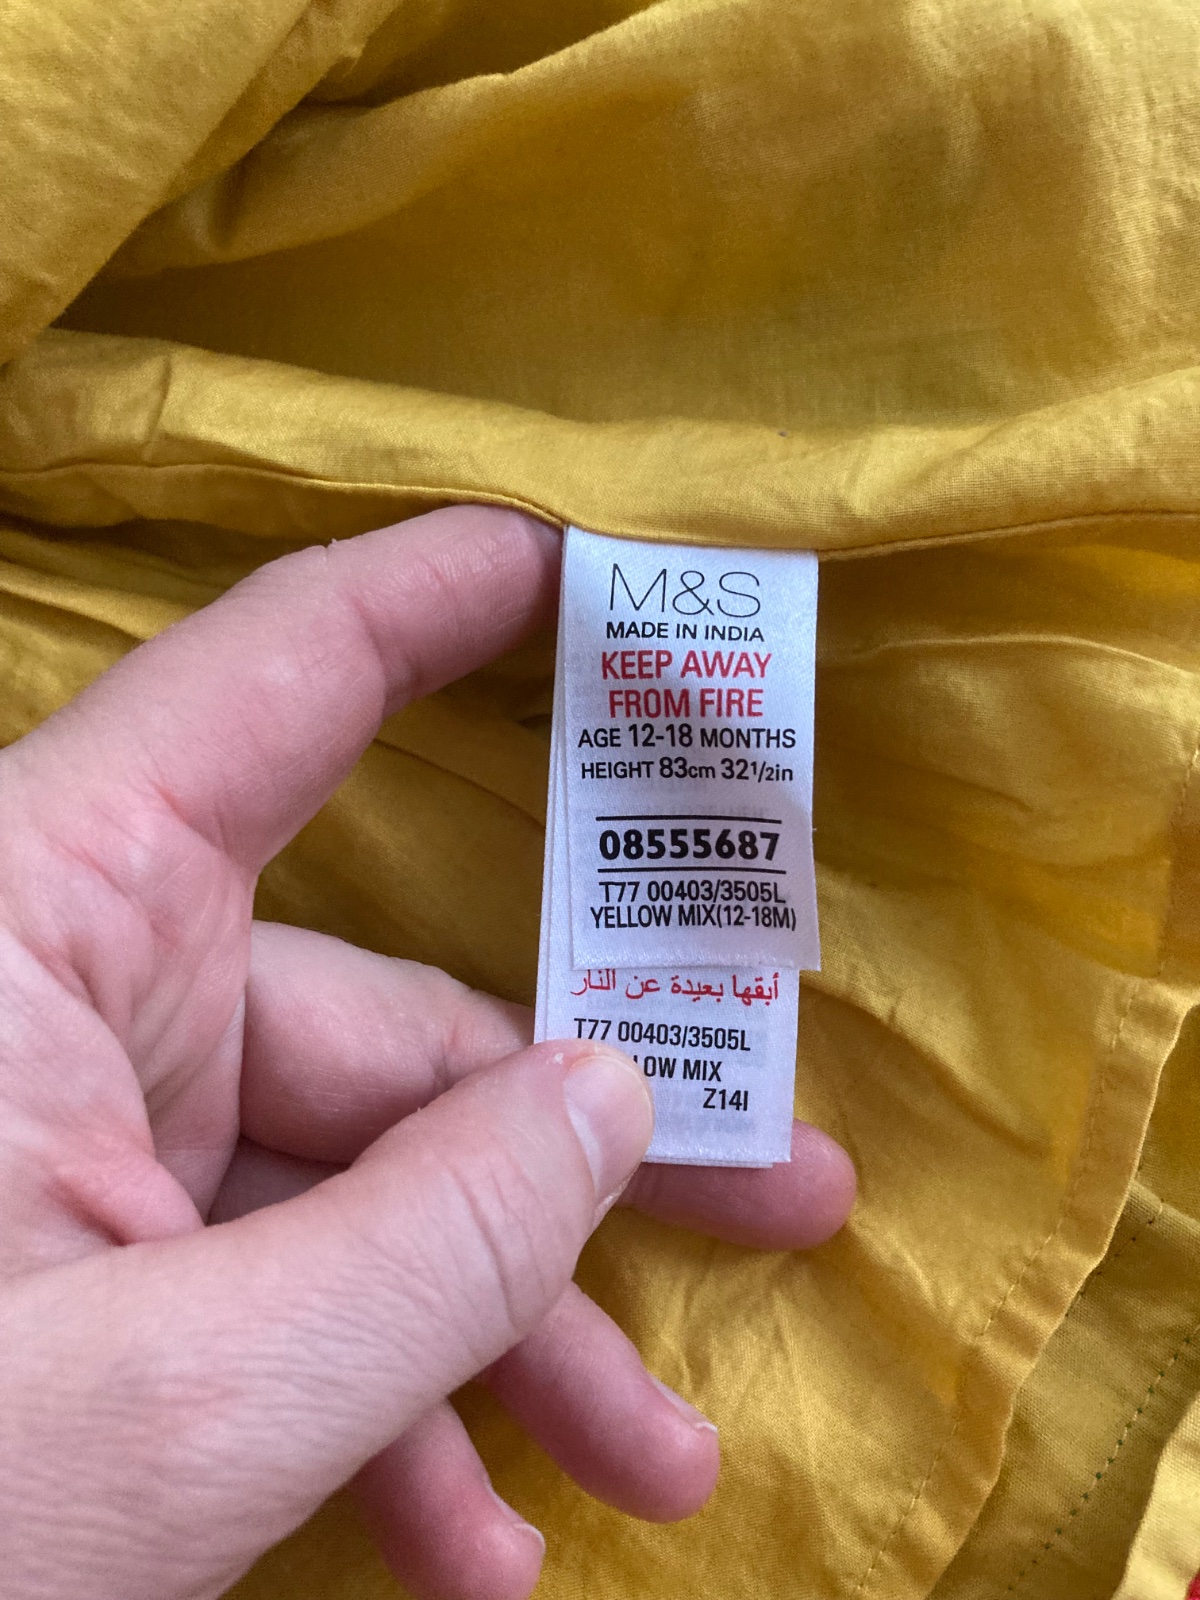 M&S
MADE IN INDIA
KEEP AWAY
FROM FIRE
AGE 12-18 MONTHS
HEIGHT 83cm 32 1/2in
08555687
T77 00403/3505L
YELLOW MIX(12-18M)
أبقها بعيدة عن النار
T77 00403/3505L
LOW MIX
Z14I